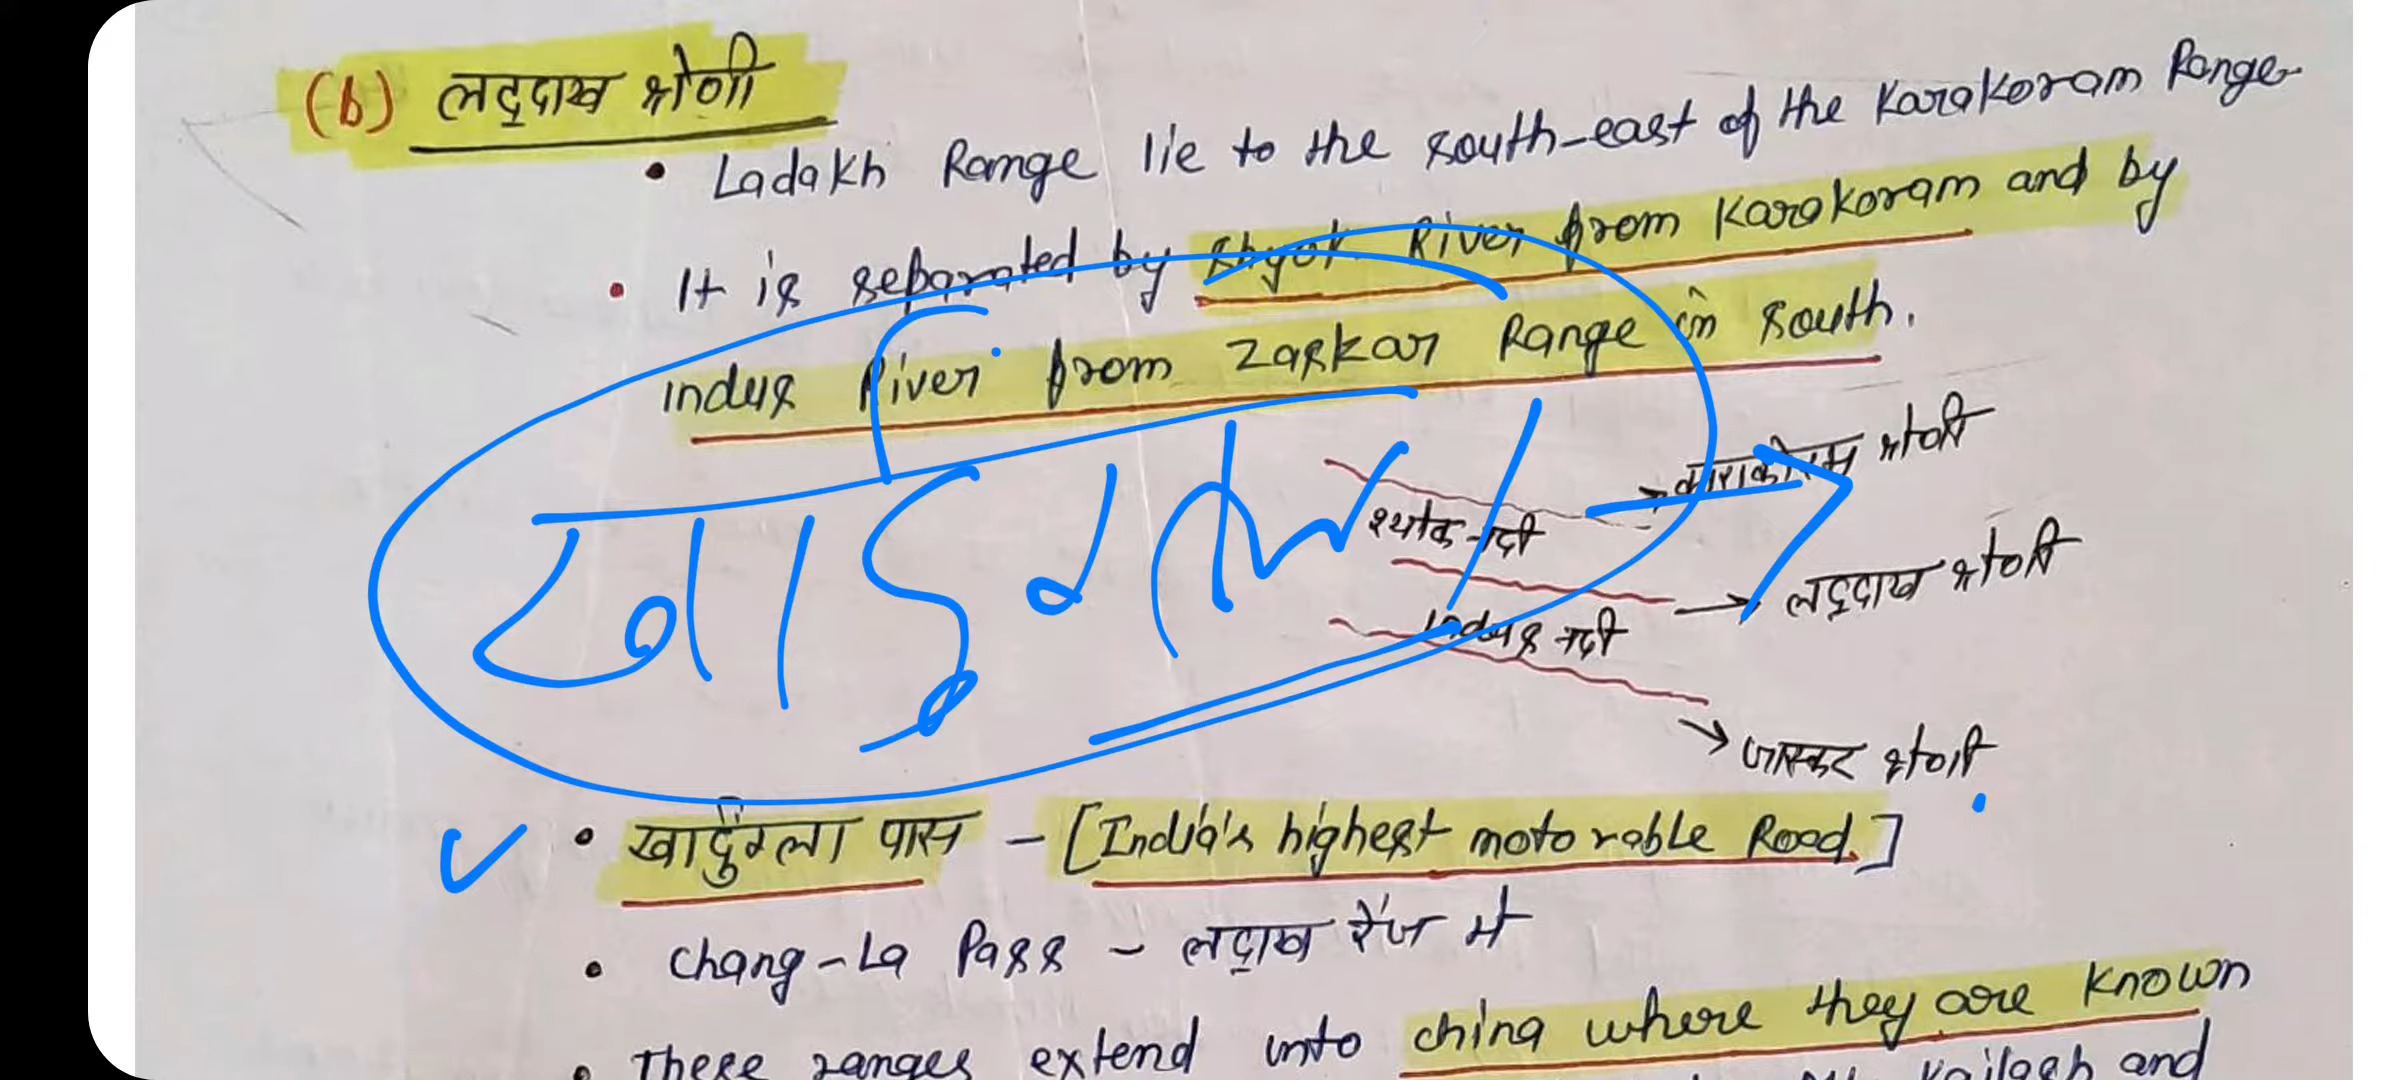 (b) लद्दाख श्रेणी
• Ladakh Range lie to the south-east of the Karakoram Range
• It is separated by Shyok River from Karakoram and by
Indus River from Zaskar Range in south.
काराकोरम श्रेणी
श्योक नदी
लद्दाख श्रेणी
Indus नदी
जास्कर श्रेणी
• खार्दुंगला पास - [India's highest motorable Road.]
• Chang-La Pass - लद्दाख रेंज मे
• These ranges extend into china where they are known
Kailash and